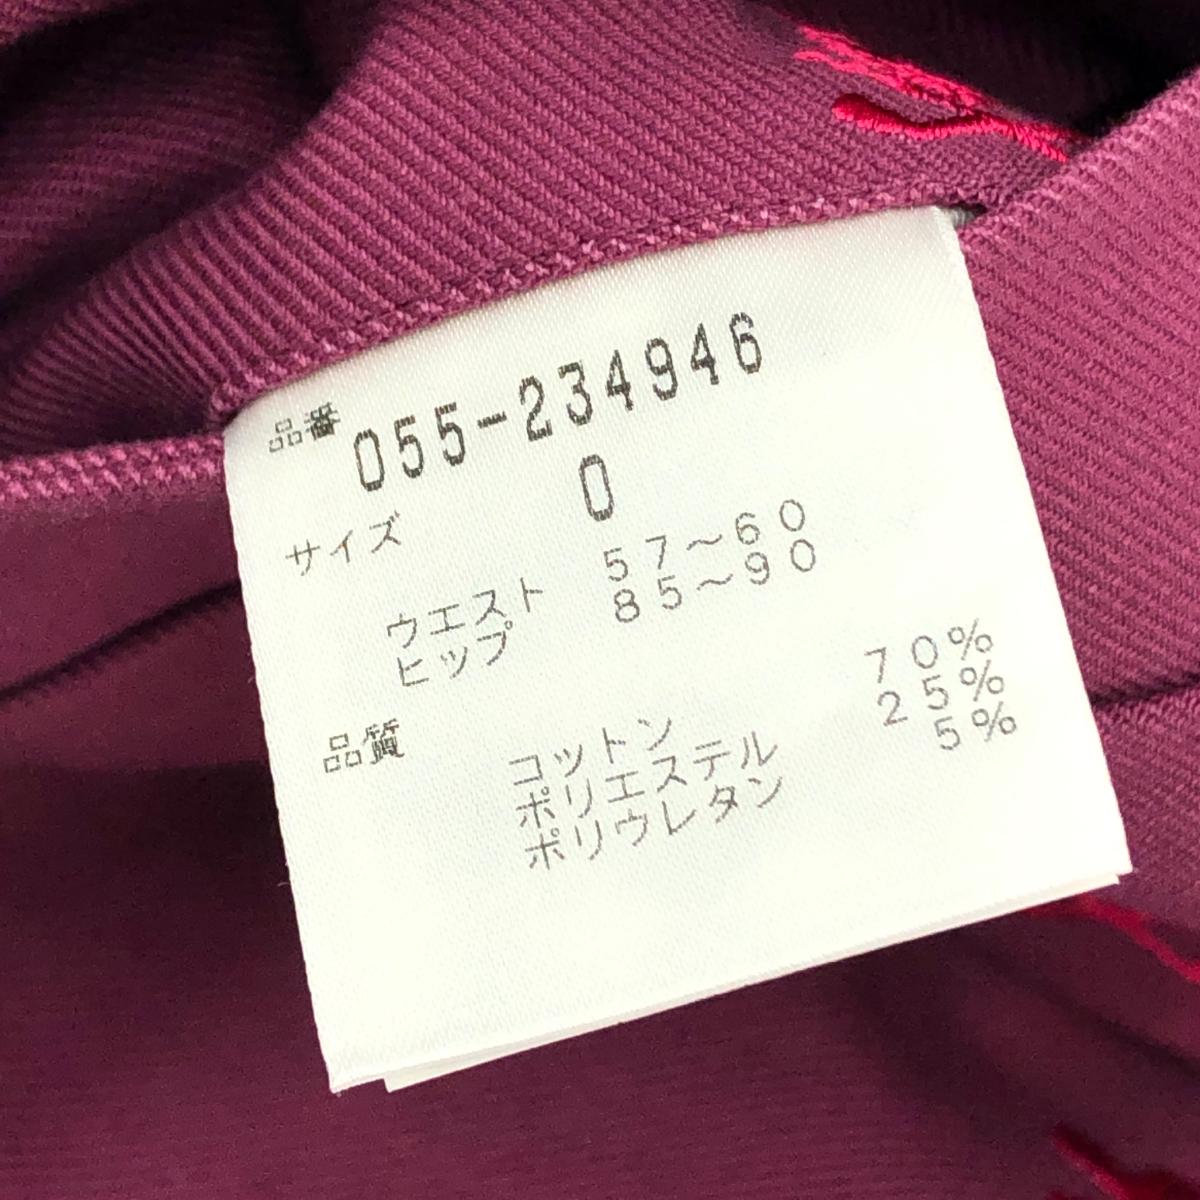 品番 055-234946
サイズ 0
ウエスト 57〜60
ヒップ 85〜90
品質 コットン 70%
ポリエステル 25%
ポリウレタン 5%